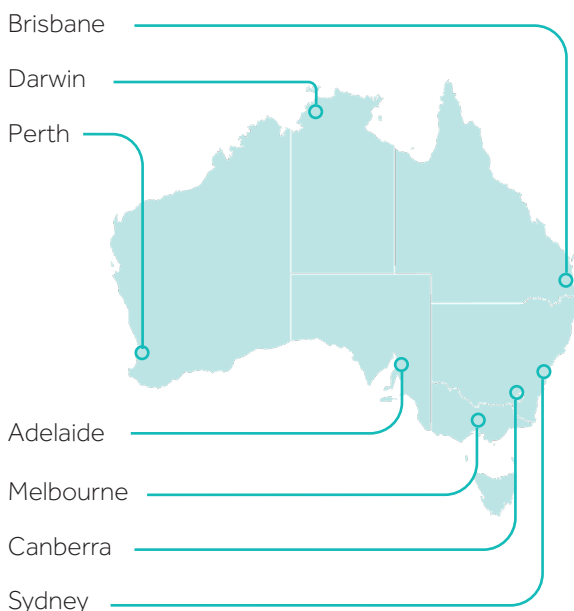 Brisbane
Darwin
Perth
Adelaide
Melbourne
Canberra
Sydney